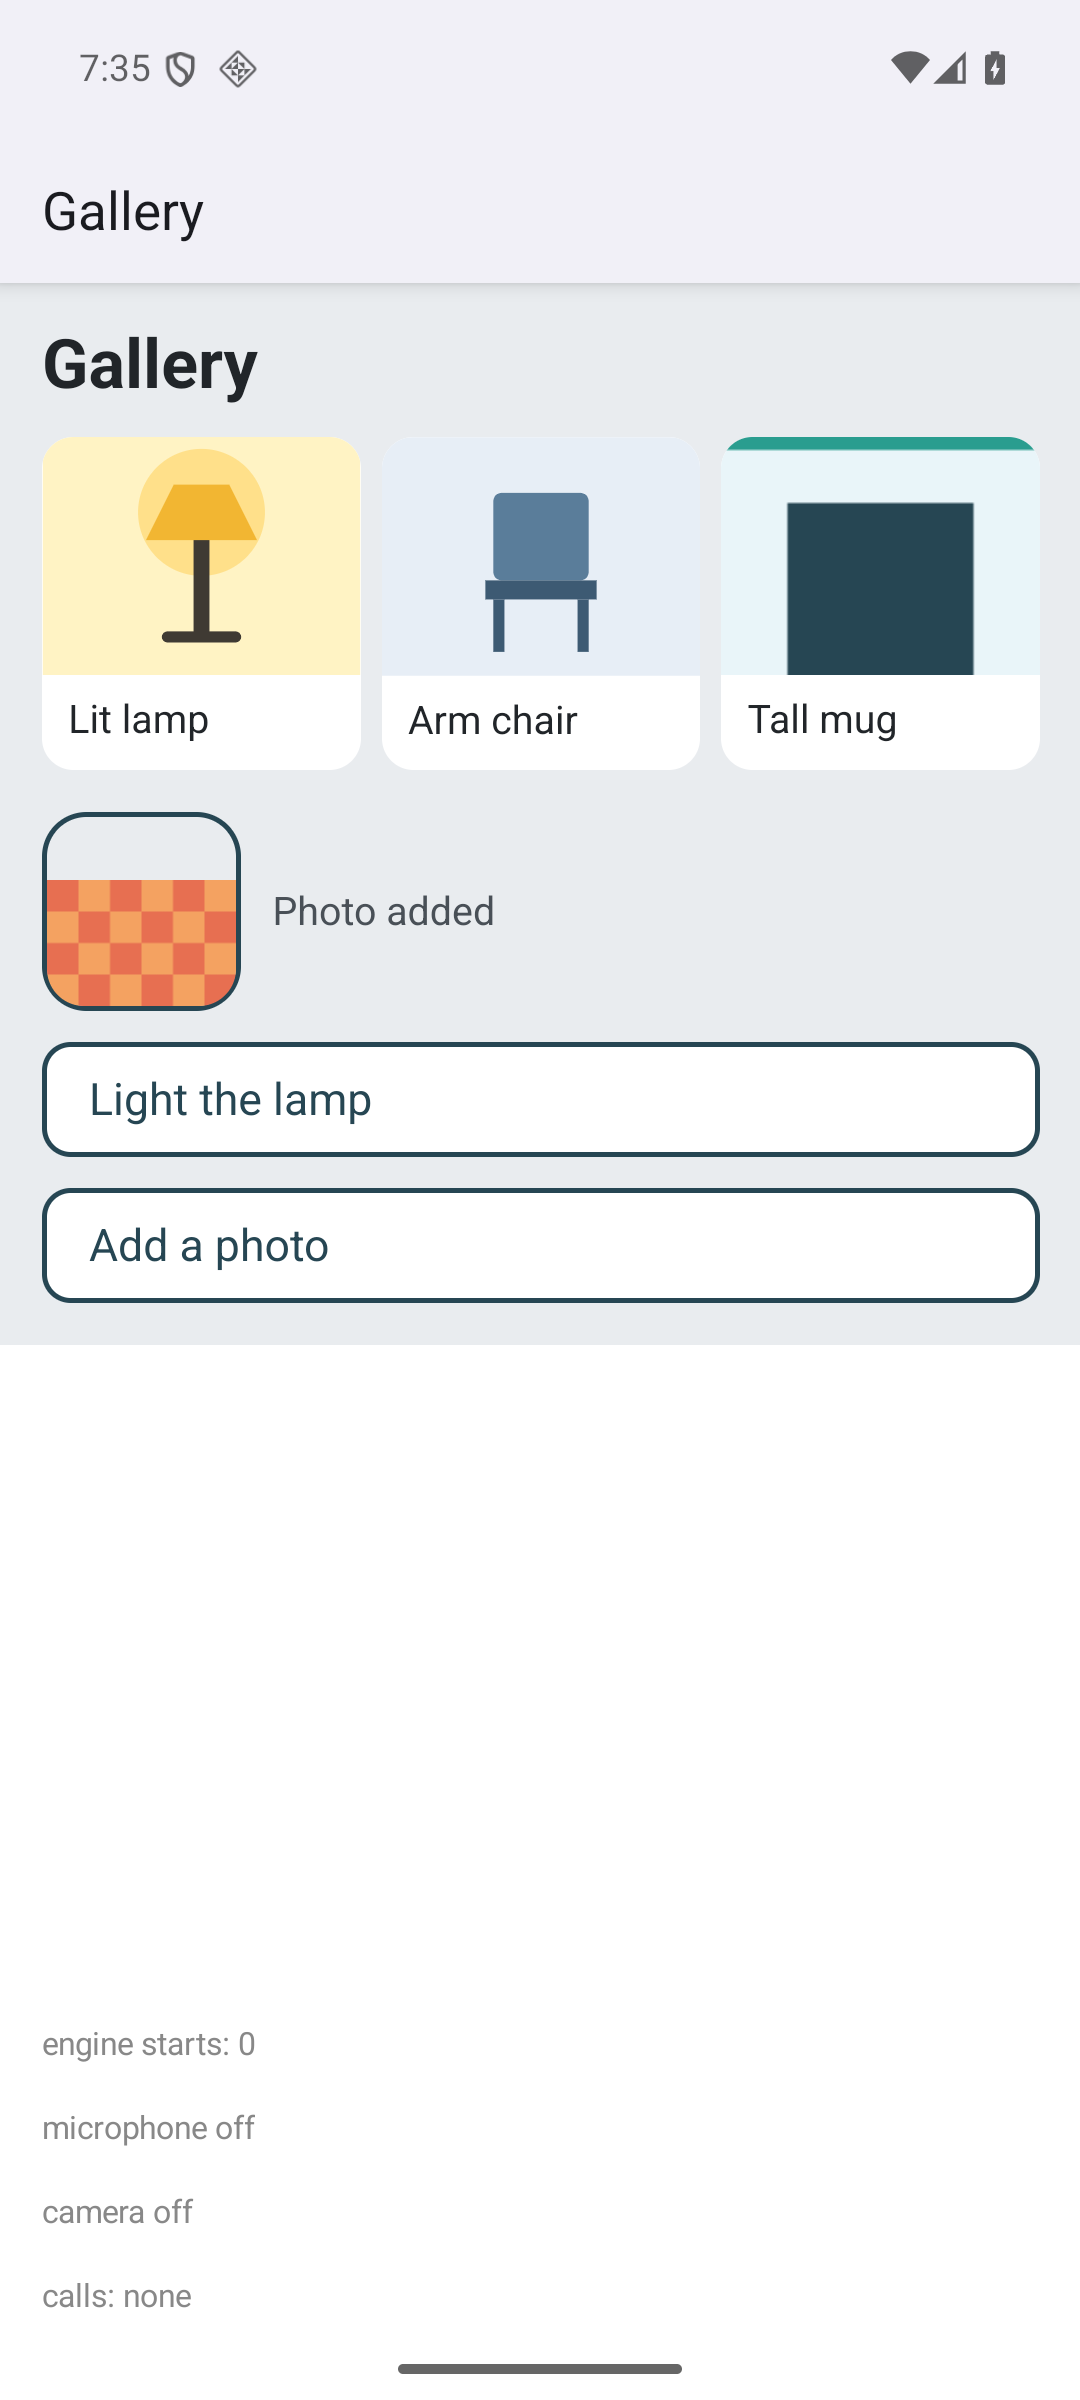 7:35
Gallery
Gallery
Lit lamp
Arm chair
Tall mug
Photo added
Light the lamp
Add a photo
engine starts: 0
microphone off
camera off
calls: none